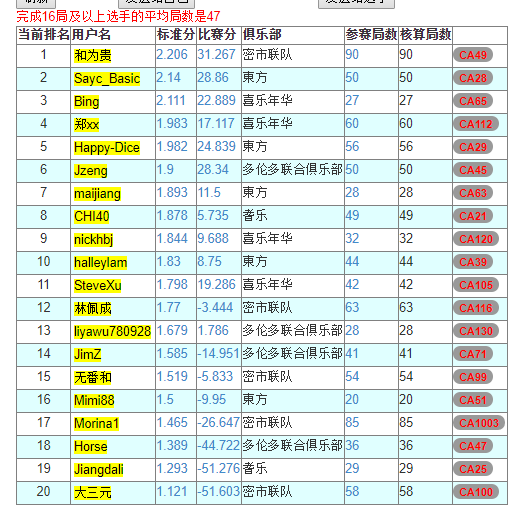 完成16局及以上选手的平均局数是47
当前排名 用户名 标准分 比赛分 俱乐部 参赛局数 核算局数
1 和为贵 2.206 31.267 密市联队 90 90 CA49
2 Sayc_Basic 2.14 28.86 東方 50 50 CA28
3 Bing 2.111 22.889 喜乐年华 27 27 CA65
4 郑xx 1.983 17.117 喜乐年华 60 60 CA112
5 Happy-Dice 1.982 24.839 東方 56 56 CA29
6 Jzeng 1.9 28.34 多伦多联合俱乐部 50 50 CA45
7 maijiang 1.893 11.5 東方 28 28 CA63
8 CHI40 1.878 5.735 耆乐 49 49 CA21
9 nickhbj 1.844 9.688 喜乐年华 32 32 CA120
10 halleylam 1.83 8.75 東方 44 44 CA39
11 SteveXu 1.798 19.286 喜乐年华 42 42 CA105
12 林佩成 1.77 -3.444 密市联队 63 63 CA116
13 liyawu780928 1.679 1.786 多伦多联合俱乐部 28 28 CA130
14 JimZ 1.585 -14.951 多伦多联合俱乐部 41 41 CA71
15 无番和 1.519 -5.833 密市联队 54 54 CA99
16 Mimi88 1.5 -9.95 東方 20 20 CA51
17 Morina1 1.465 -26.647 密市联队 85 85 CA1003
18 Horse 1.389 -44.722 多伦多联合俱乐部 36 36 CA47
19 Jiangdali 1.293 -51.276 耆乐 29 29 CA25
20 大三元 1.121 -51.603 密市联队 58 58 CA100